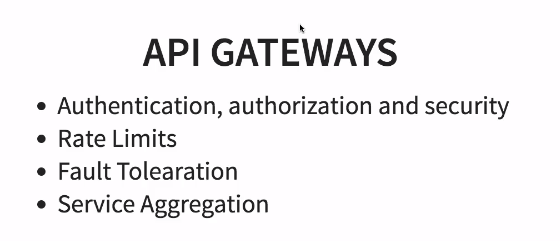 API GATEWAYS
• Authentication, authorization and security
• Rate Limits
• Fault Tolearation
• Service Aggregation